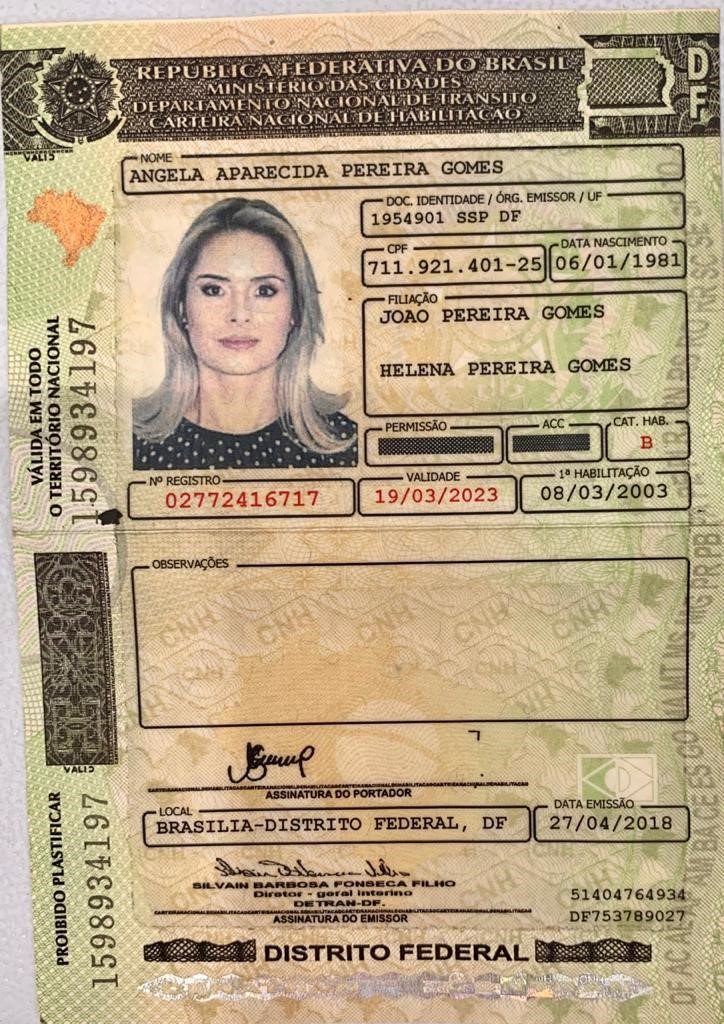 REPÚBLICA FEDERATIVA DO BRASIL
MINISTÉRIO DAS CIDADES
DEPARTAMENTO NACIONAL DE TRÂNSITO
CARTEIRA NACIONAL DE HABILITAÇÃO
DF
VALID
NOME
ANGELA APARECIDA PEREIRA GOMES
DOC. IDENTIDADE / ÓRG. EMISSOR / UF
1954901 SSP DF
CPF
711.921.401-25
DATA NASCIMENTO
06/01/1981
FILIAÇÃO
JOAO PEREIRA GOMES
HELENA PEREIRA GOMES
PERMISSÃO
ACC
CAT. HAB.
B
Nº REGISTRO
02772416717
VALIDADE
19/03/2023
1ª HABILITAÇÃO
08/03/2003
VÁLIDA EM TODO
O TERRITÓRIO NACIONAL
1598934197
OBSERVAÇÕES
CNH
VALID
ASSINATURA DO PORTADOR
LOCAL
BRASILIA-DISTRITO FEDERAL, DF
DATA EMISSÃO
27/04/2018
PROIBIDO PLASTIFICAR
1598934197
SILVAIN BARBOSA FONSECA FILHO
Diretor - geral interino
DETRAN-DF.
ASSINATURA DO EMISSOR
51404764934
DF753789027
DISTRITO FEDERAL